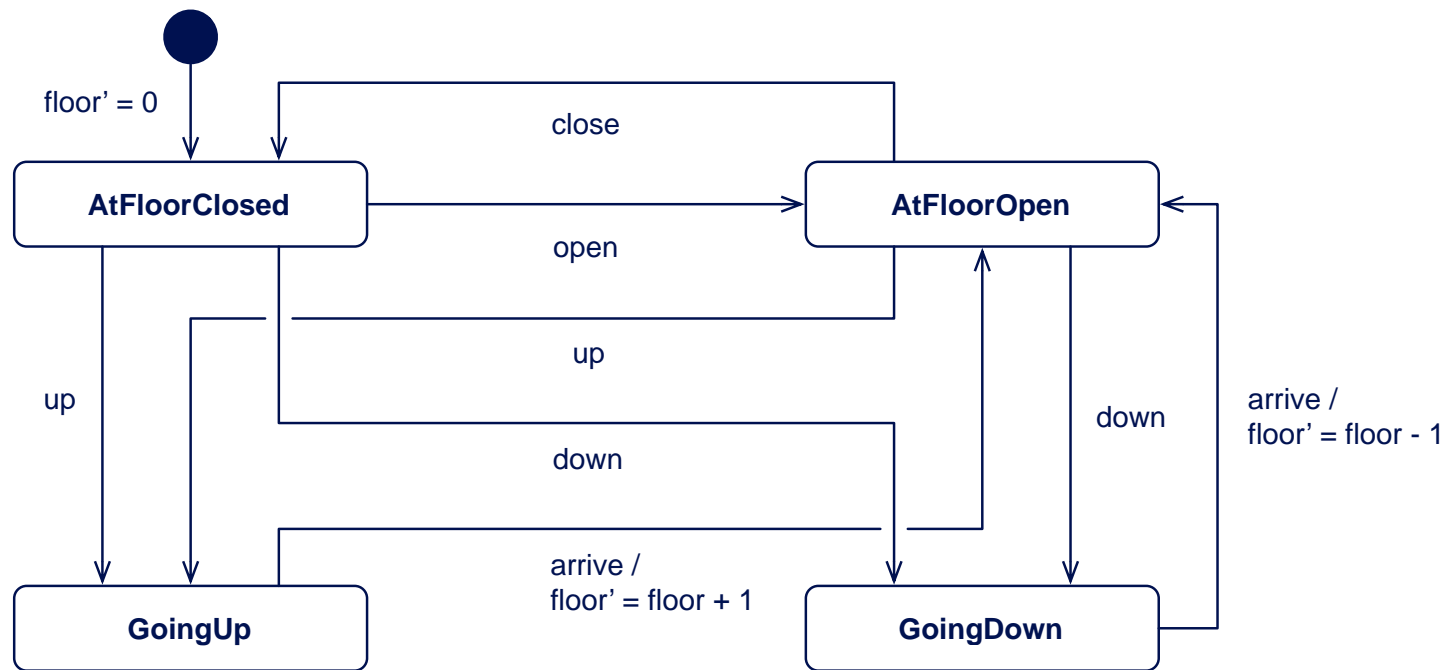 floor’ = 0
close
AtFloorClosed
AtFloorOpen
open
up
up
down
down
arrive /
floor’ = floor - 1
arrive /
floor’ = floor + 1
GoingUp
GoingDown